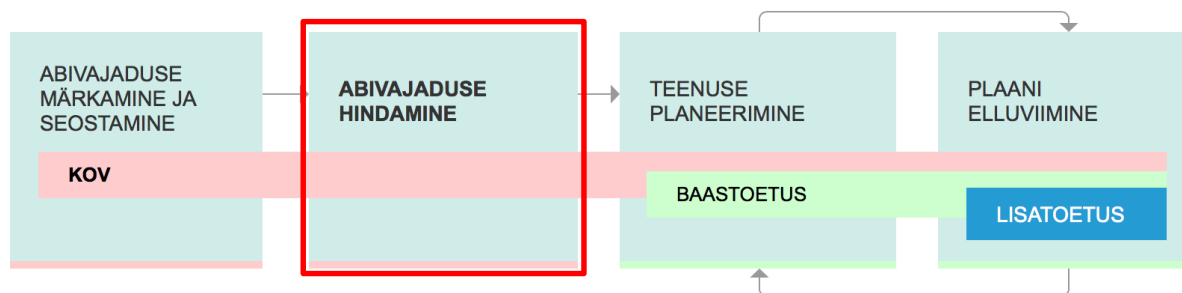 ABIVAJADUSE
MÄRKAMINE JA
SEOSTAMINE
ABIVAJADUSE
HINDAMINE
TEENUSE
PLANEERIMINE
PLAANI
ELLUVIIMINE
KOV
BAASTOETUS
LISATOETUS